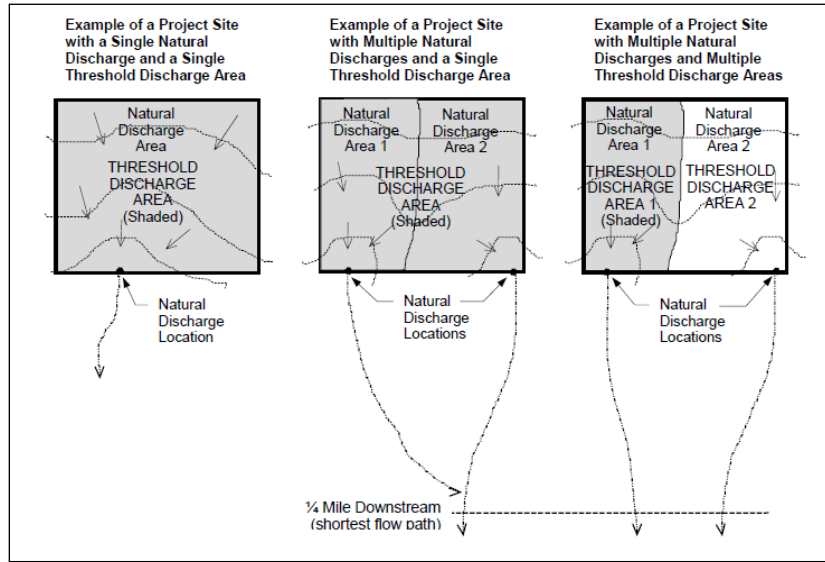 Example of a Project Site
with a Single Natural
Discharge and a Single
Threshold Discharge Area
Natural
Discharge
Area
THRESHOLD
DISCHARGE
AREA
(Shaded)
Natural
Discharge
Location
Example of a Project Site
with Multiple Natural
Discharges and a Single
Threshold Discharge Area
Natural
Discharge
Area 1
Natural
Discharge
Area 2
THRESHOLD
DISCHARGE
AREA
(Shaded)
Natural
Discharge
Locations
Example of a Project Site
with Multiple Natural
Discharges and Multiple
Threshold Discharge Areas
Natural
Discharge
Area 1
Natural
Discharge
Area 2
THRESHOLD
DISCHARGE
AREA 1
(Shaded)
THRESHOLD
DISCHARGE
AREA 2
Natural
Discharge
Locations
¼ Mile Downstream
(shortest flow path)